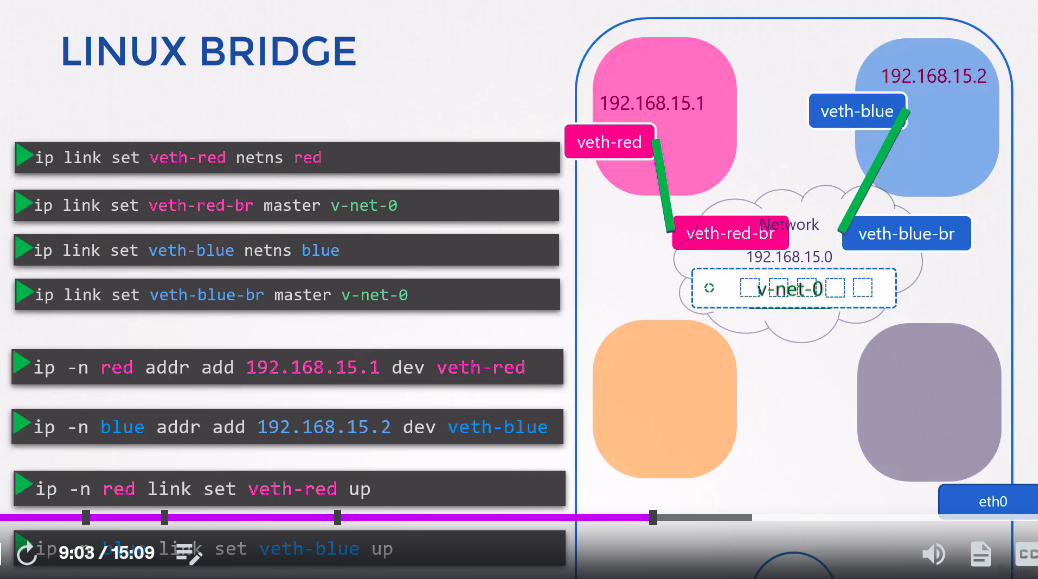 LINUX BRIDGE
ip link set veth-red netns red
ip link set veth-red-br master v-net-0
ip link set veth-blue netns blue
ip link set veth-blue-br master v-net-0
ip -n red addr add 192.168.15.1 dev veth-red
ip -n blue addr add 192.168.15.2 dev veth-blue
ip -n red link set veth-red up
ip -n blue link set veth-blue up
192.168.15.1
veth-red
192.168.15.2
veth-blue
Network
veth-red-br
veth-blue-br
192.168.15.0
v-net-0
eth0
9:03 / 15:09
CC